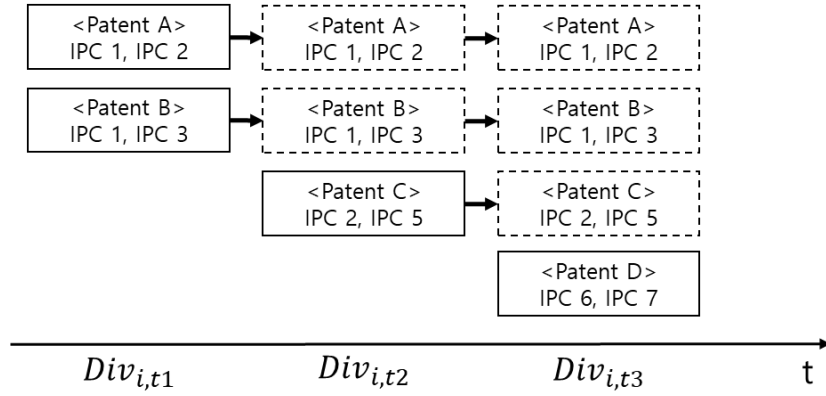 <Patent A> <Patent A> <Patent A>
IPC 1, IPC 2 IPC 1, IPC 2 IPC 1, IPC 2
<Patent B> <Patent B> <Patent B>
IPC 1, IPC 3 IPC 1, IPC 3 IPC 1, IPC 3
<Patent C> <Patent C>
IPC 2, IPC 5 IPC 2, IPC 5
<Patent D>
IPC 6, IPC 7
Div_{i,t1} Div_{i,t2} Div_{i,t3} t